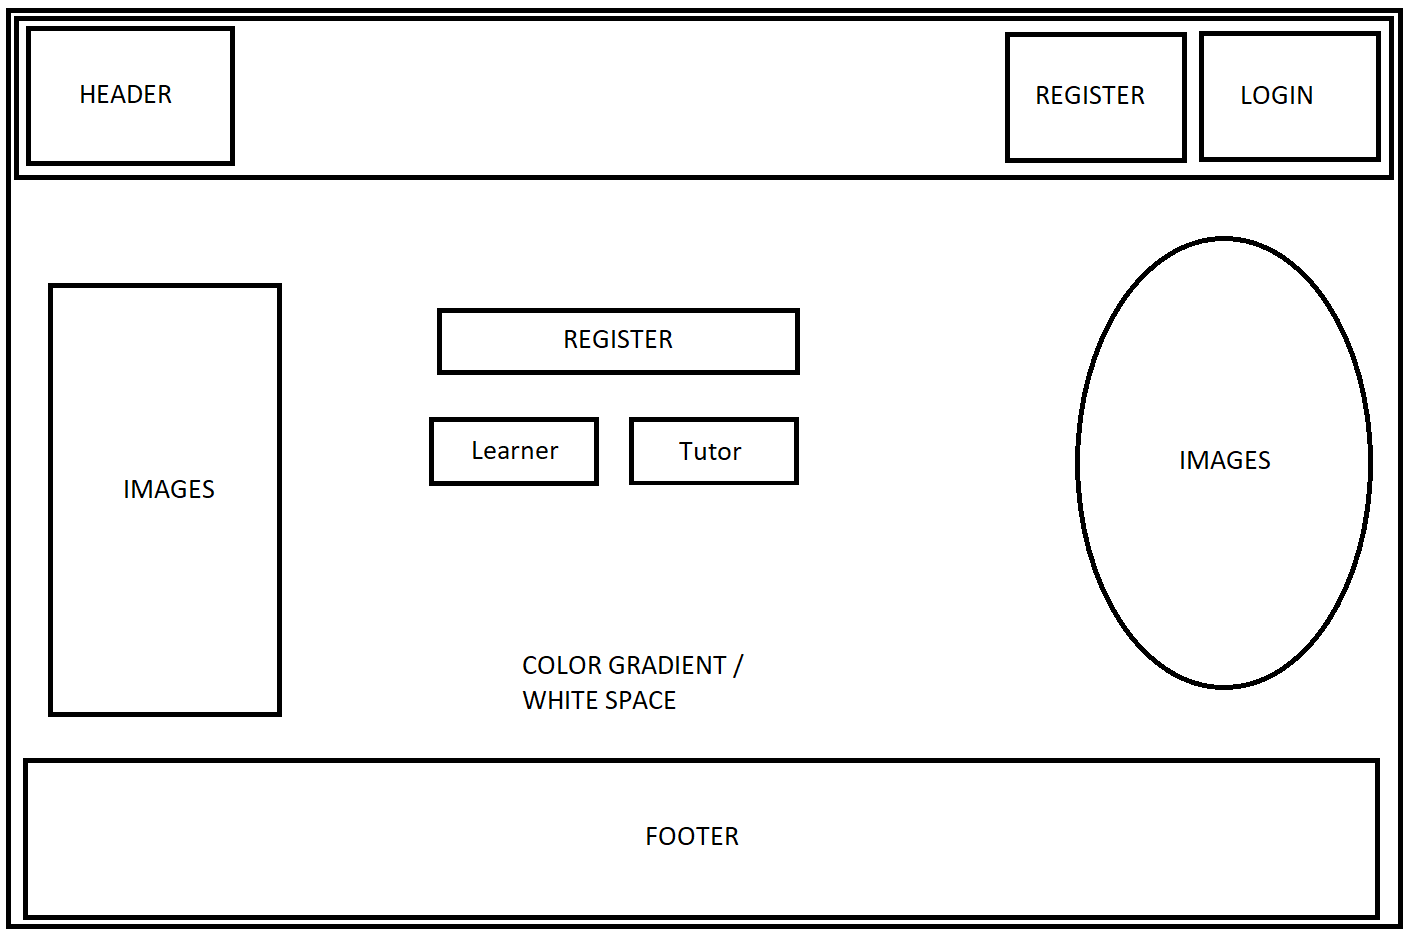 HEADER
REGISTER
LOGIN
IMAGES
REGISTER
Learner
Tutor
IMAGES
COLOR GRADIENT /
WHITE SPACE
FOOTER